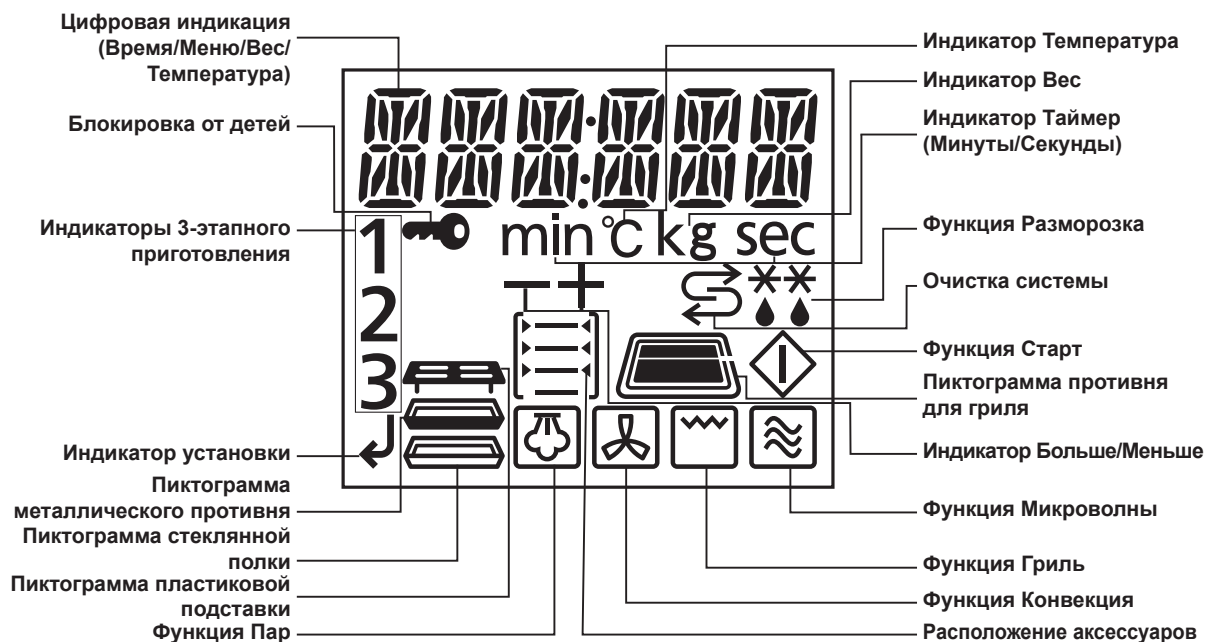 Цифровая индикация
(Время/Меню/Вес/
Температура)
Блокировка от детей
Индикаторы 3-этапного
приготовления
Индикатор установки
Пиктограмма
металлического противня
Пиктограмма стеклянной
полки
Пиктограмма пластиковой
подставки
Функция Пар
min °C kg sec
1
2
3
Индикатор Температура
Индикатор Вес
Индикатор Таймер
(Минуты/Секунды)
Функция Разморозка
Очистка системы
Функция Старт
Пиктограмма противня
для гриля
Индикатор Больше/Меньше
Функция Микроволны
Функция Гриль
Функция Конвекция
Расположение аксессуаров